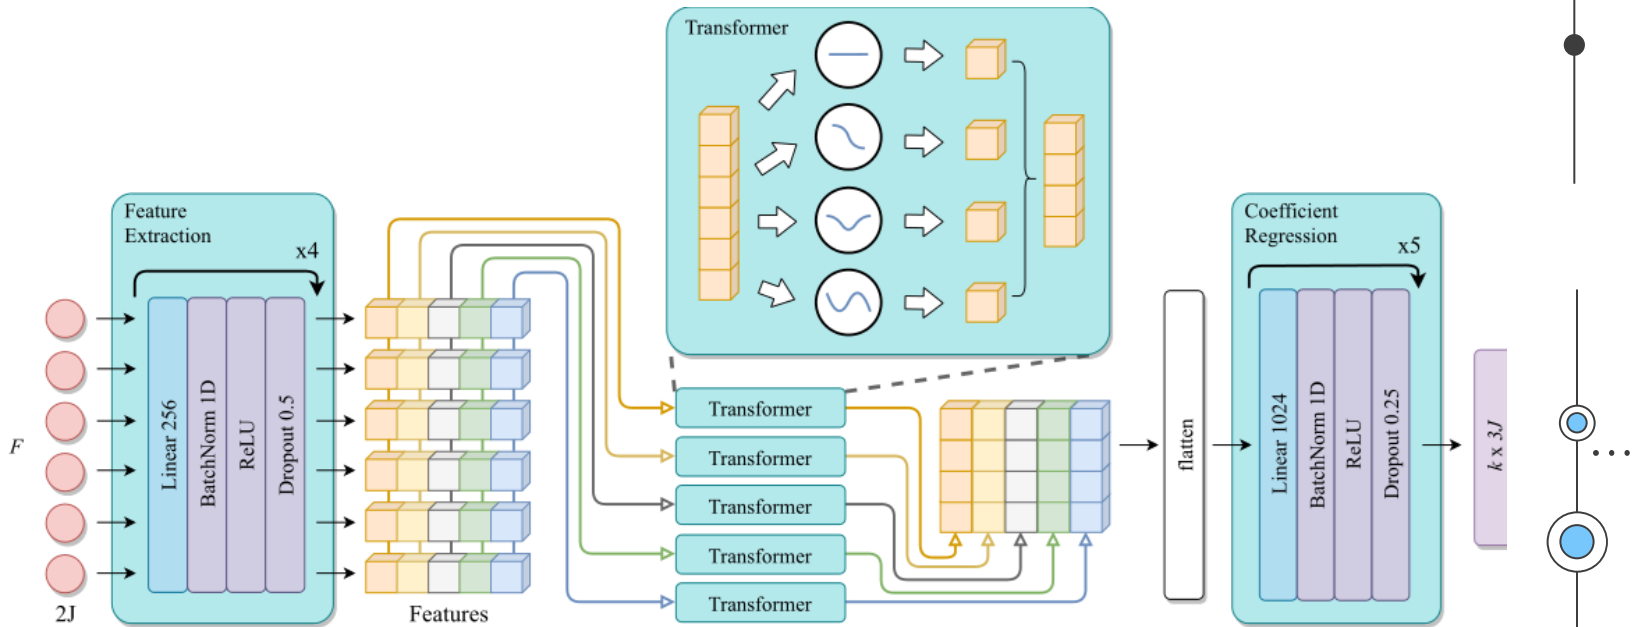 Transformer
Feature
Extraction
x4
Linear 256
BatchNorm 1D
ReLU
Dropout 0.5
F
2J
Features
Transformer
Transformer
Transformer
Transformer
Transformer
flatten
Coefficient
Regression
x5
Linear 1024
BatchNorm 1D
ReLU
Dropout 0.25
k x 3J
...